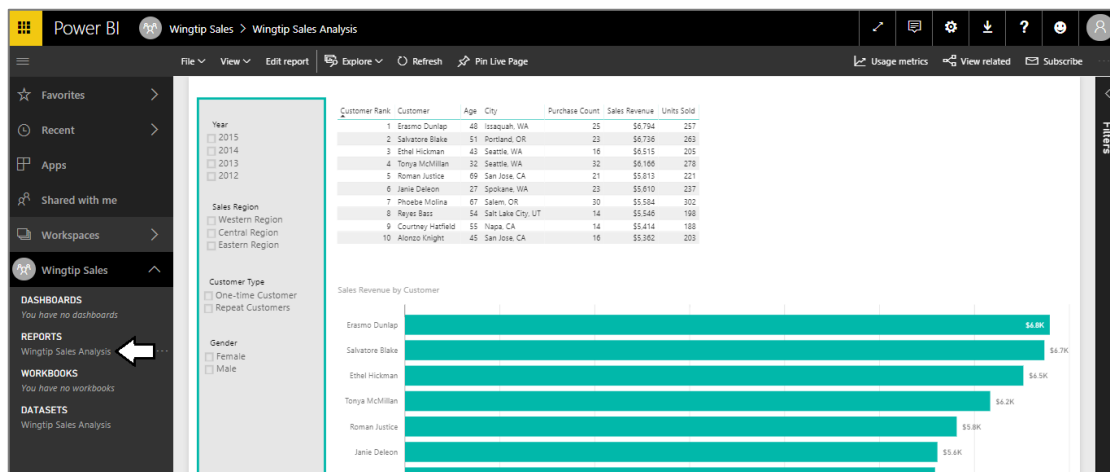 Power BI
Wingtip Sales > Wingtip Sales Analysis
?
File View Edit report Explore Refresh Pin Live Page Usage metrics View related Subscribe
Favorites
Recent
Apps
Shared with me
Workspaces
Wingtip Sales
DASHBOARDS
You have no dashboards
REPORTS
Wingtip Sales Analysis
WORKBOOKS
You have no workbooks
DATASETS
Wingtip Sales Analysis
Year
2015
2014
2013
2012
Sales Region
Western Region
Central Region
Eastern Region
Customer Type
One-time Customer
Repeat Customers
Gender
Female
Male
Customer Rank Customer Age City Purchase Count Sales Revenue Units Sold
1 Erasmo Dunlap 48 Issaquah, WA 25 $6,794 257
2 Salvatore Blake 51 Portland, OR 23 $6,736 263
3 Ethel Hickman 43 Seattle, WA 16 $6,515 205
4 Tonya McMillan 32 Seattle, WA 32 $6,166 278
5 Roman Justice 69 San Jose, CA 21 $5,813 221
6 Janie Deleon 27 Spokane, WA 23 $5,610 237
7 Phoebe Molina 67 Salem, OR 30 $5,584 302
8 Reyes Bass 54 Salt Lake City, UT 14 $5,546 198
9 Courtney Hatfield 55 Napa, CA 14 $5,414 188
10 Alonzo Knight 45 San Jose, CA 16 $5,362 203
Sales Revenue by Customer
Erasmo Dunlap $6.8K
Salvatore Blake $6.7K
Ethel Hickman $6.5K
Tonya McMillan $6.2K
Roman Justice $5.8K
Janie Deleon $5.6K
Filters